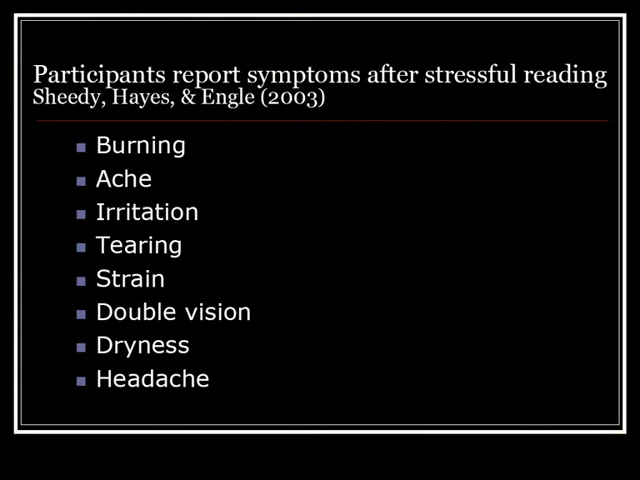 Participants report symptoms after stressful reading
Sheedy, Hayes, & Engle (2003)
Burning
Ache
Irritation
Tearing
Strain
Double vision
Dryness
Headache